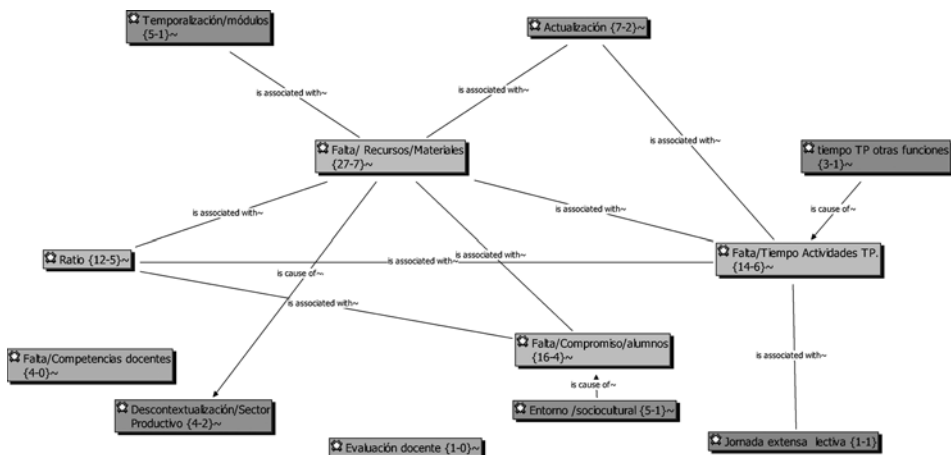 Temporalización/módulos
{5-1}~
Actualización {7-2}~
is associated with~
is associated with~
is associated with~
Falta/ Recursos/Materiales
{27-7}~
tiempo TP otras funciones
{3-1}~
is associated with~
is associated with~
is cause of~
Ratio {12-5}~
is cause of~
is associated with~
is associated with~
Falta/Tiempo Actividades TP.
{14-6}~
is associated with~
Falta/Compromiso/alumnos
{16-4}~
is associated with~
Falta/Competencias docentes
{4-0}~
is cause of~
Descontextualización/Sector
Productivo {4-2}~
Entorno /sociocultural {5-1}~
Evaluación docente {1-0}~
Jornada extensa lectiva {1-1}